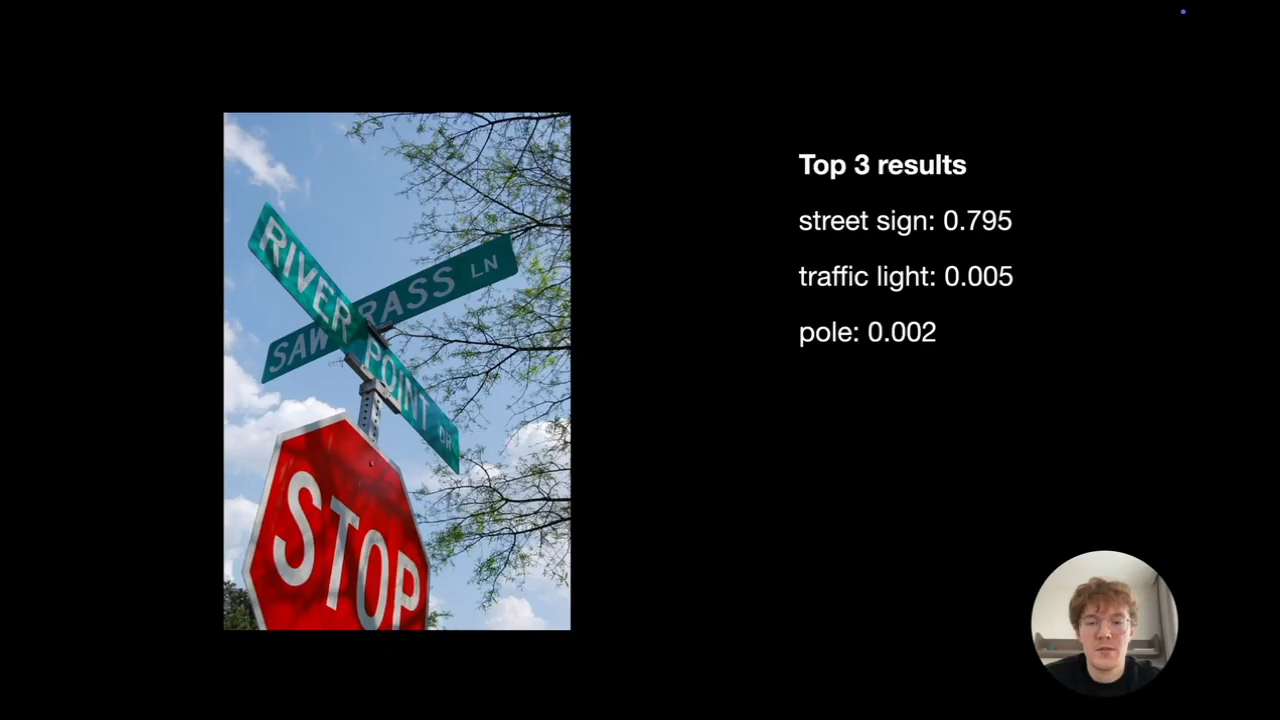 RIVER POINT DR
SAW RASS LN
STOP
Top 3 results
street sign: 0.795
traffic light: 0.005
pole: 0.002